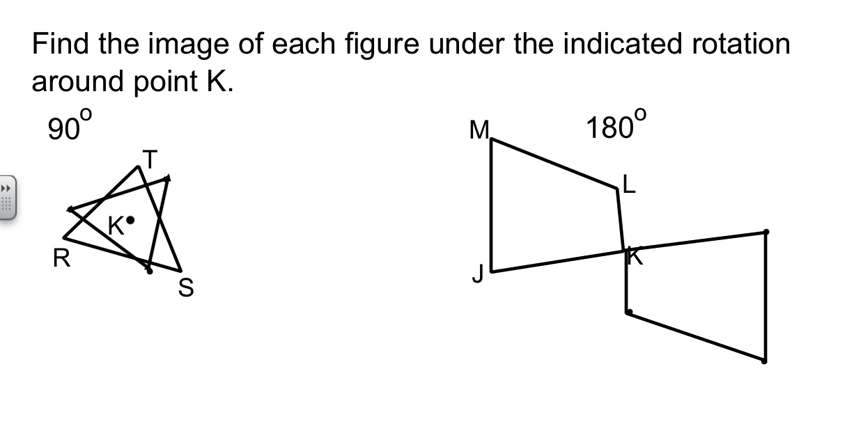 Find the image of each figure under the indicated rotation
around point K.
90°
180°
T
K
R
S
M
L
K
J